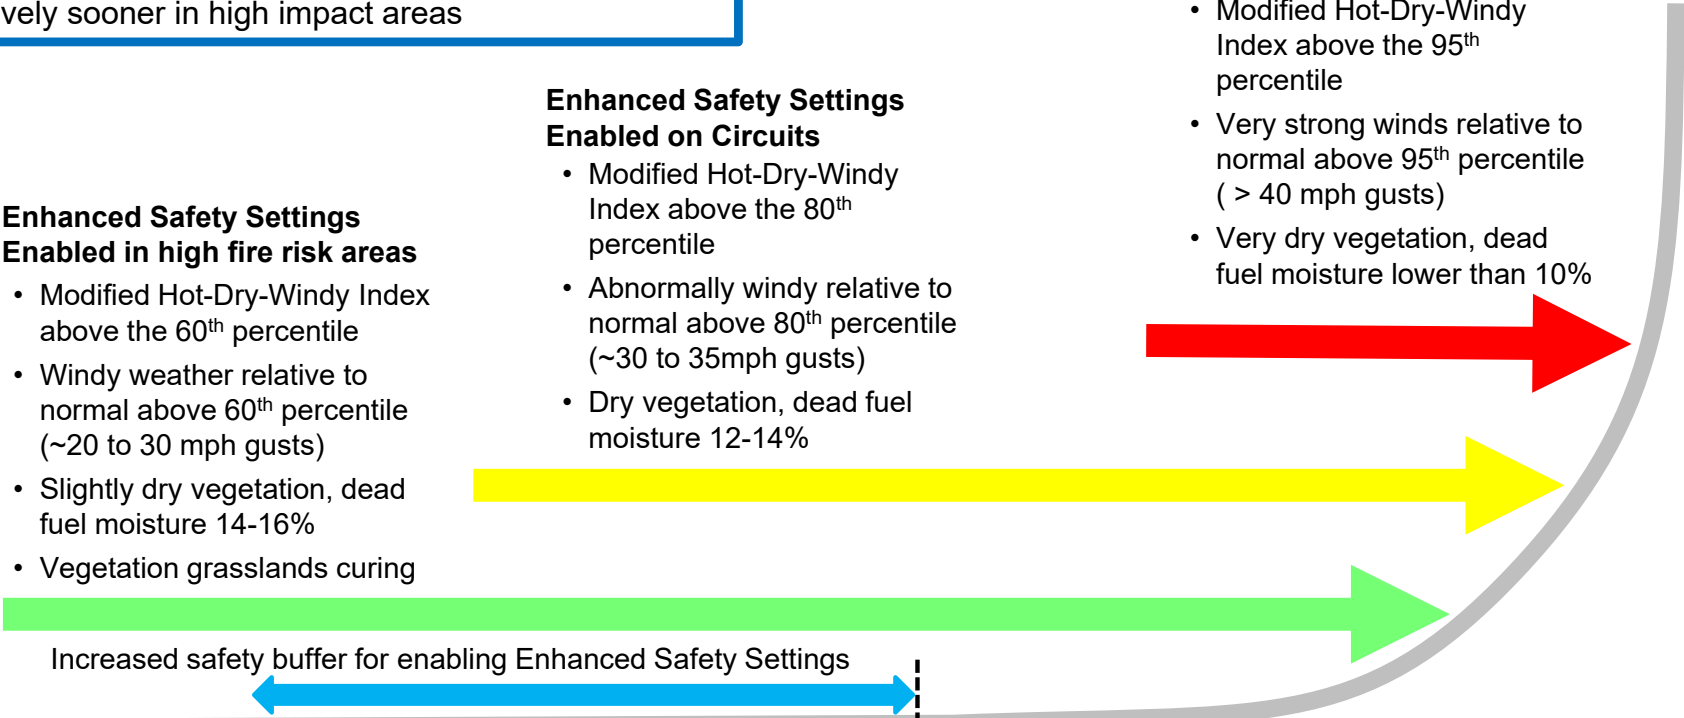 vely sooner in high impact areas
Enhanced Safety Settings
Enabled in high fire risk areas
• Modified Hot-Dry-Windy Index
above the 60th percentile
• Windy weather relative to
normal above 60th percentile
(~20 to 30 mph gusts)
• Slightly dry vegetation, dead
fuel moisture 14-16%
• Vegetation grasslands curing
Enhanced Safety Settings
Enabled on Circuits
• Modified Hot-Dry-Windy
Index above the 80th
percentile
• Abnormally windy relative to
normal above 80th percentile
(~30 to 35mph gusts)
• Dry vegetation, dead fuel
moisture 12-14%
• Modified Hot-Dry-Windy
Index above the 95th
percentile
• Very strong winds relative to
normal above 95th percentile
( > 40 mph gusts)
• Very dry vegetation, dead
fuel moisture lower than 10%
Increased safety buffer for enabling Enhanced Safety Settings